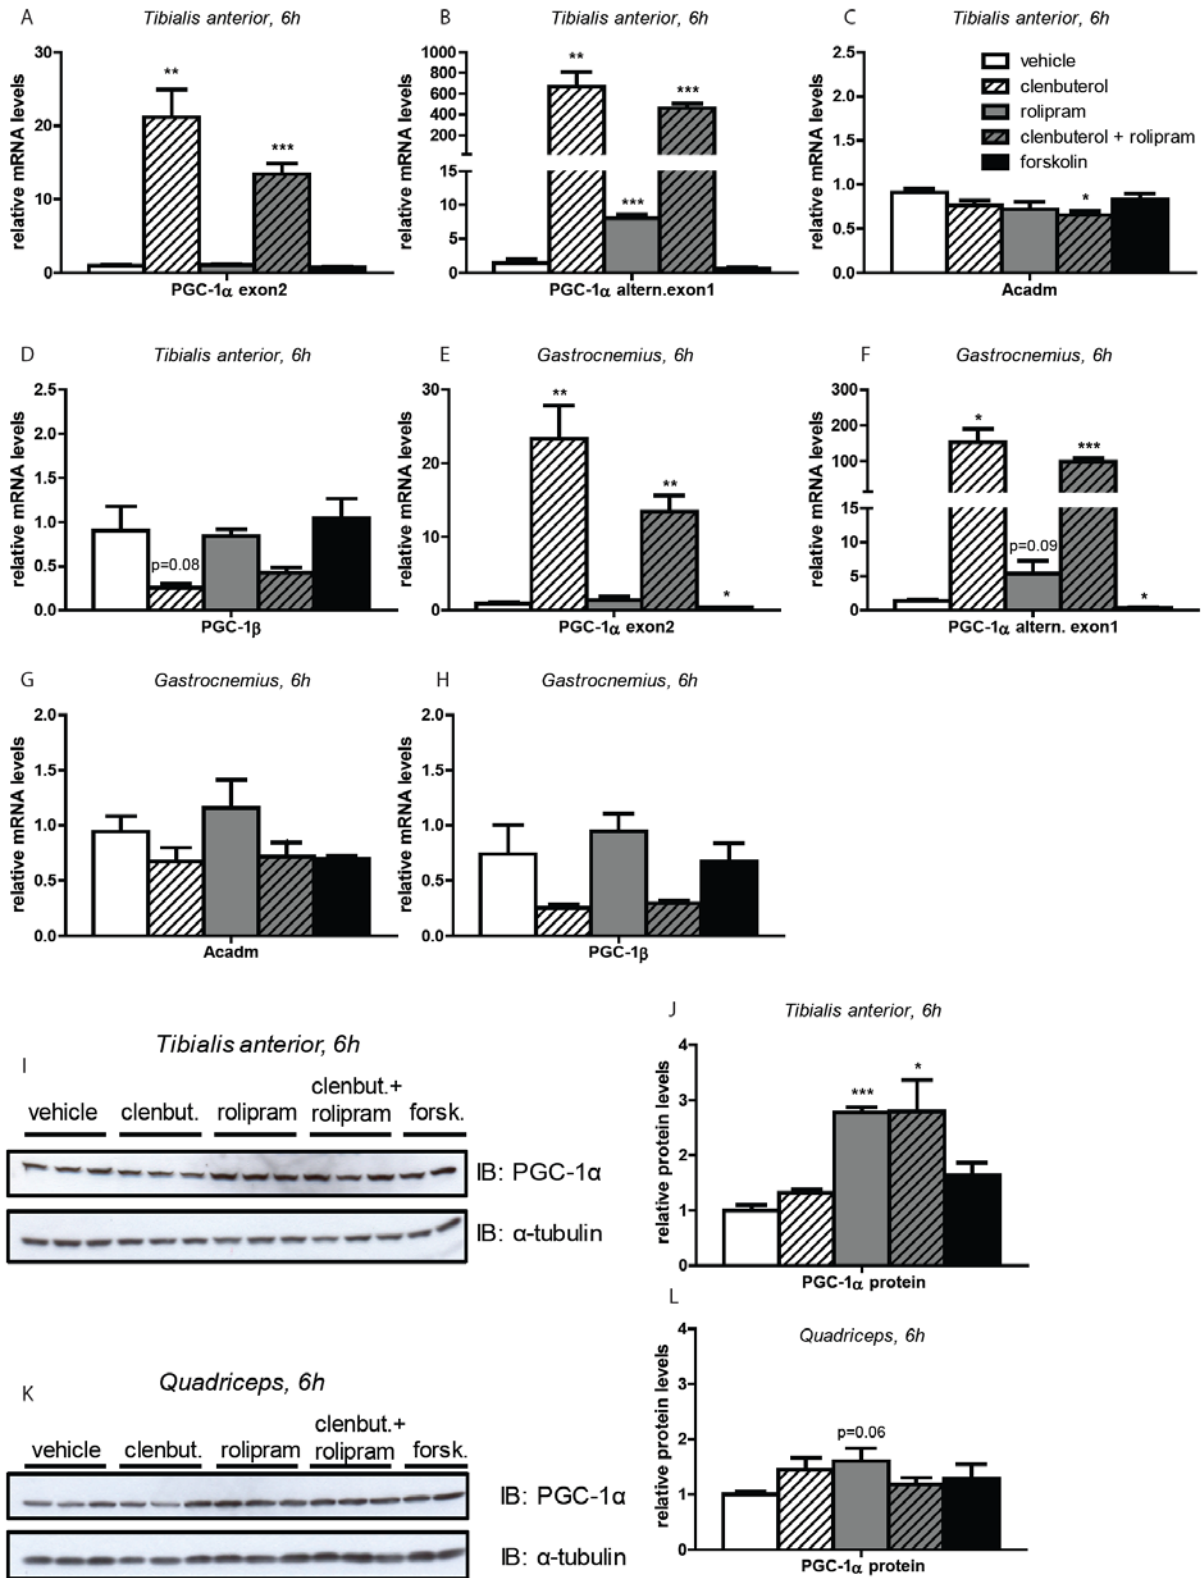 A
Tibialis anterior, 6h
relative mRNA levels
30
20
10
0
**
***
PGC-1α exon2
B
Tibialis anterior, 6h
relative mRNA levels
1000
800
600
400
200
15
10
5
0
**
***
***
PGC-1α altern.exon1
C
Tibialis anterior, 6h
relative mRNA levels
2.5
2.0
1.5
1.0
0.5
0.0
vehicle
clenbuterol
rolipram
clenbuterol + rolipram
forskolin
*
Acadm
D
Tibialis anterior, 6h
relative mRNA levels
2.5
2.0
1.5
1.0
0.5
0.0
p=0.08
PGC-1β
E
Gastrocnemius, 6h
relative mRNA levels
30
20
10
0
**
**
*
PGC-1α exon2
F
Gastrocnemius, 6h
relative mRNA levels
300
200
100
15
10
5
0
*
p=0.09
***
*
PGC-1α altern. exon1
G
Gastrocnemius, 6h
relative mRNA levels
2.0
1.5
1.0
0.5
0.0
Acadm
H
Gastrocnemius, 6h
relative mRNA levels
2.0
1.5
1.0
0.5
0.0
PGC-1β
I
Tibialis anterior, 6h
vehicle clenbut. rolipram clenbut.+ rolipram forsk.
IB: PGC-1α
IB: α-tubulin
J
Tibialis anterior, 6h
relative protein levels
4
3
2
1
0
***
*
PGC-1α protein
K
Quadriceps, 6h
vehicle clenbut. rolipram clenbut.+ rolipram forsk.
IB: PGC-1α
IB: α-tubulin
L
Quadriceps, 6h
relative protein levels
4
3
2
1
0
p=0.06
PGC-1α protein